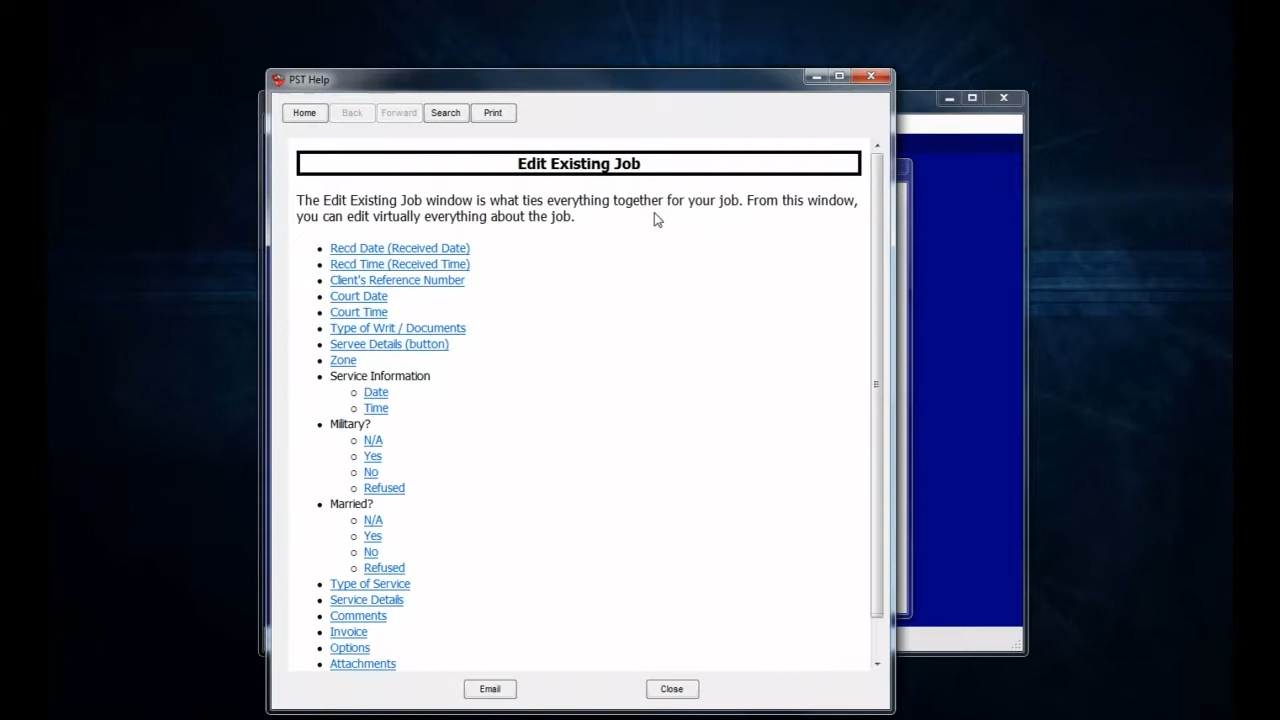 PST Help
Home Back Forward Search Print
Edit Existing Job
The Edit Existing Job window is what ties everything together for your job. From this window,
you can edit virtually everything about the job.
Recd Date (Received Date)
Recd Time (Received Time)
Client's Reference Number
Court Date
Court Time
Type of Writ / Documents
Servee Details (button)
Zone
Service Information
Date
Time
Military?
N/A
Yes
No
Refused
Married?
N/A
Yes
No
Refused
Type of Service
Service Details
Comments
Invoice
Options
Attachments
Email Close